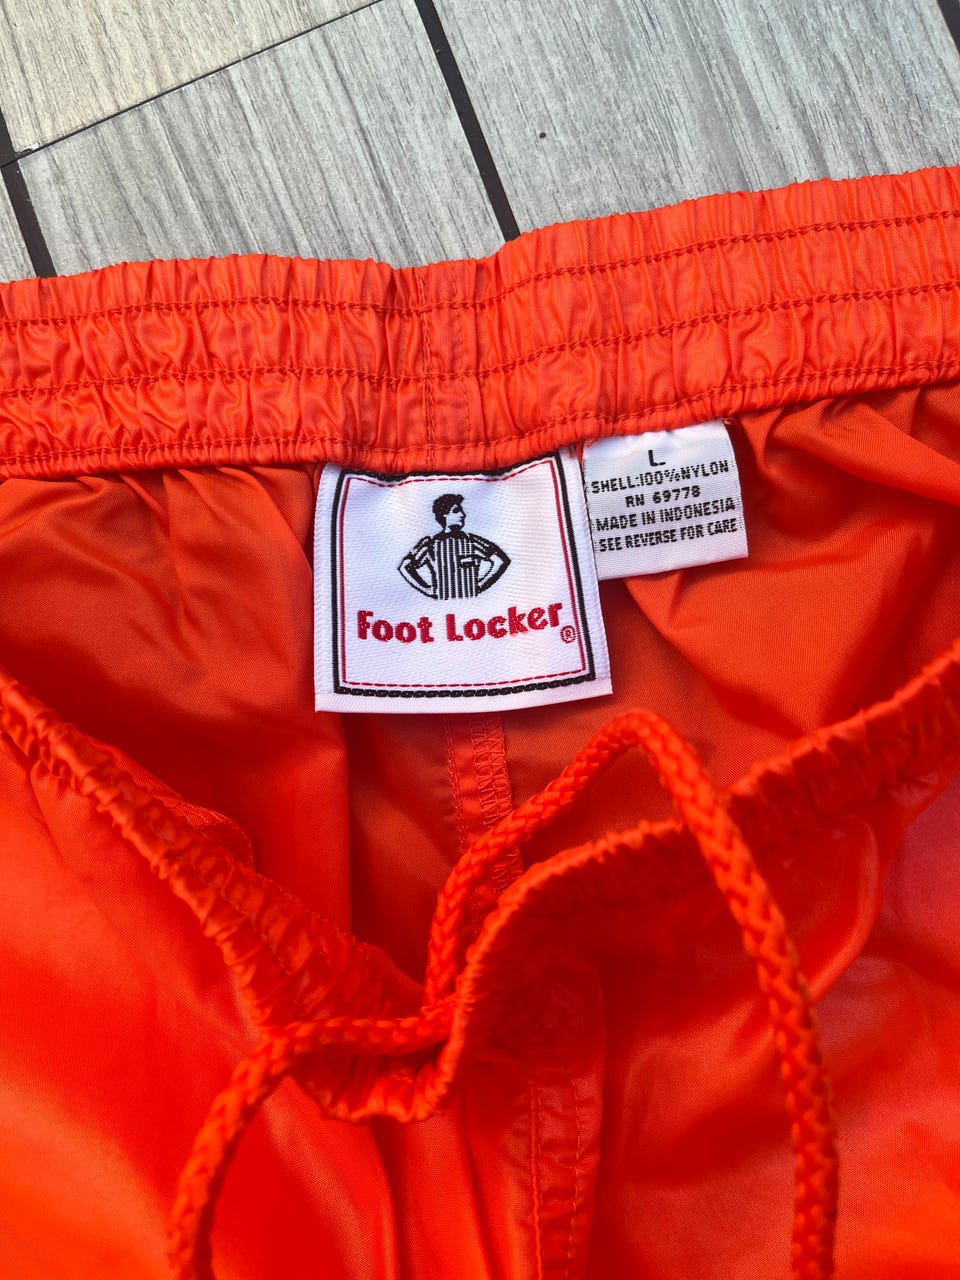 Foot Locker®
L
SHELL:100%NYLON
RN 69778
MADE IN INDONESIA
SEE REVERSE FOR CARE